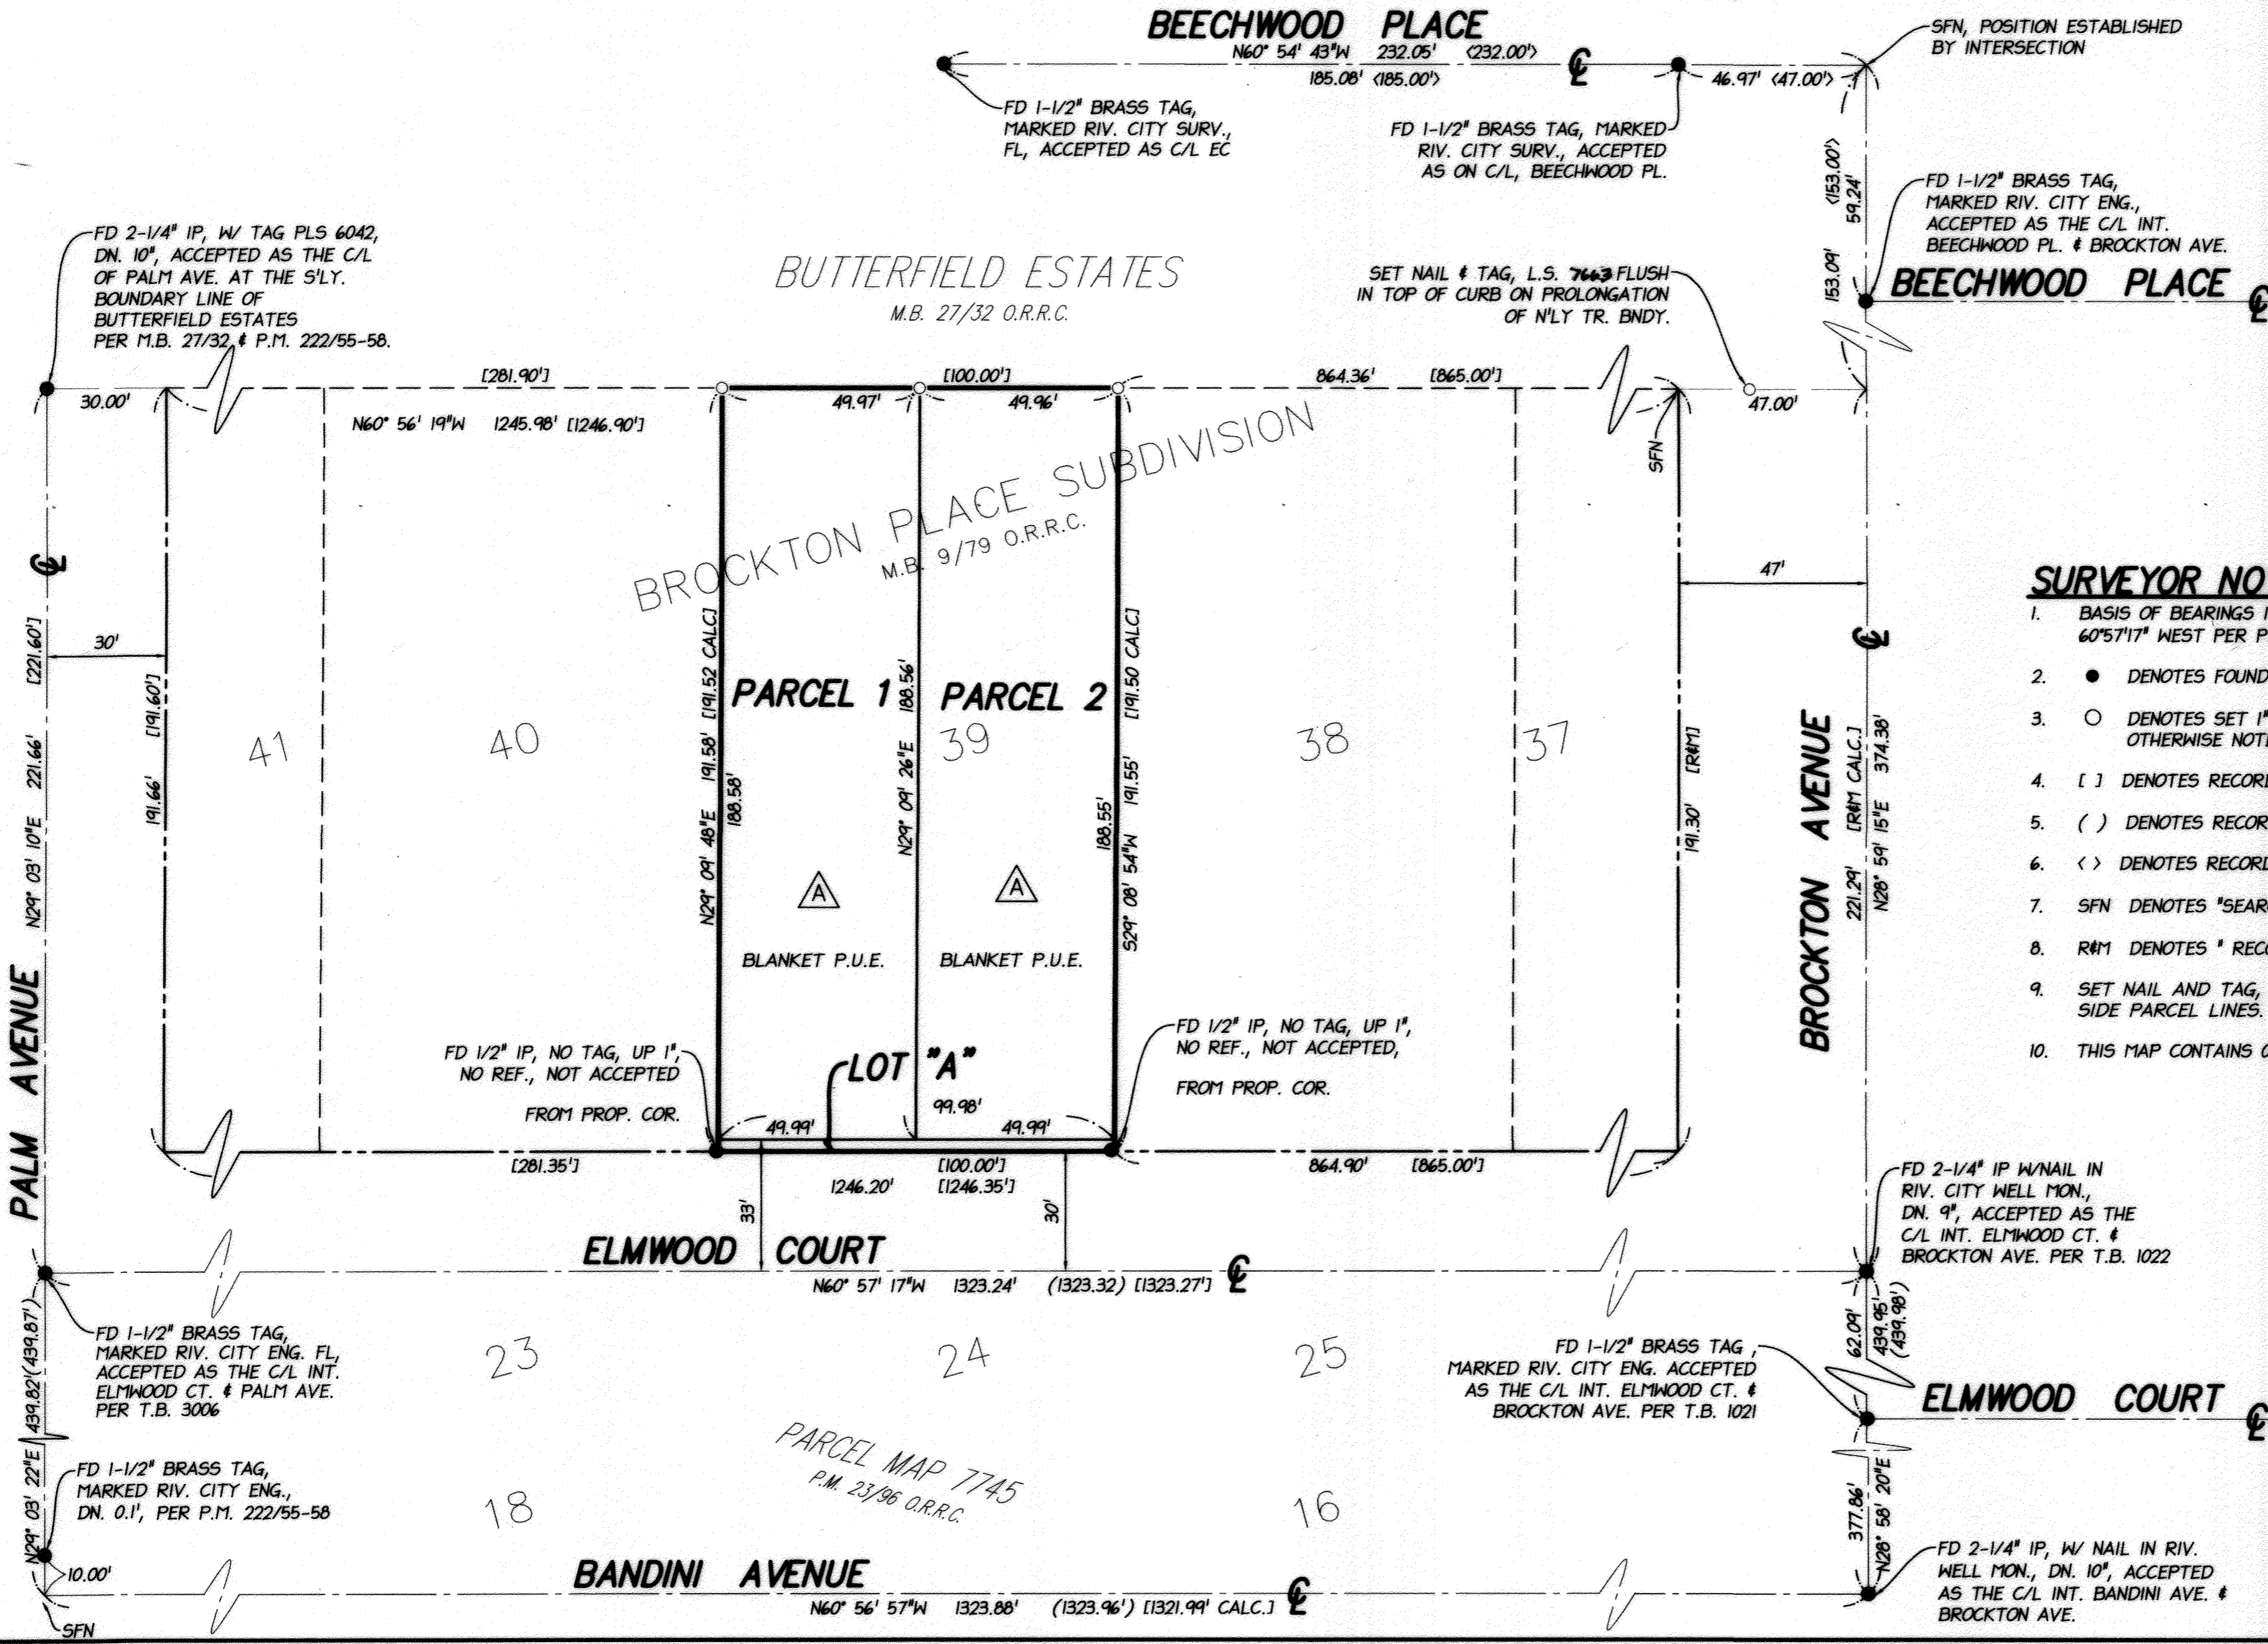 BEECHWOOD PLACE
N60° 54' 43"W 232.05' <232.00'>
185.08' <185.00'>
46.97' <47.00'>
SFN, POSITION ESTABLISHED
BY INTERSECTION
FD 1-1/2" BRASS TAG,
MARKED RIV. CITY SURV.,
FL, ACCEPTED AS C/L EC
FD 1-1/2" BRASS TAG, MARKED
RIV. CITY SURV., ACCEPTED
AS ON C/L, BEECHWOOD PL.
<153.00'>
59.24'
153.09'
FD 1-1/2" BRASS TAG,
MARKED RIV. CITY ENG.,
ACCEPTED AS THE C/L INT.
BEECHWOOD PL. & BROCKTON AVE.
BEECHWOOD PLACE
FD 2-1/4" IP, W/ TAG PLS 6042,
DN. 10", ACCEPTED AS THE C/L
OF PALM AVE. AT THE S'LY.
BOUNDARY LINE OF
BUTTERFIELD ESTATES
PER M.B. 27/32 & P.M. 222/55-58.
BUTTERFIELD ESTATES
M.B. 27/32 O.R.R.C.
SET NAIL & TAG, L.S. 7663 FLUSH
IN TOP OF CURB ON PROLONGATION
OF N'LY TR. BNDY.
30.00'
[281.90']
[100.00']
864.36' [865.00']
47.00'
N60° 56' 19"W 1245.98' [1246.90']
49.97'
49.96'
SFN
BROCKTON PLACE SUBDIVISION
M.B. 9/79 O.R.R.C.
30'
47'
N29° 03' 10"E 221.66' [221.60']
191.66' [191.60']
N29° 09' 48"E 191.58' [191.52 CALC]
188.58'
N29° 09' 26"E 188.56'
188.55'
S29° 08' 54"W 191.55' [191.50 CALC]
191.30' [R&M]
221.29' [R&M CALC.]
N28° 59' 15"E 374.38'
PALM AVENUE
BROCKTON AVENUE
PARCEL 1
PARCEL 2
41
40
39
38
37
A
A
BLANKET P.U.E.
BLANKET P.U.E.
SURVEYOR NO
1. BASIS OF BEARINGS
60°57'17" WEST PER P
2. ● DENOTES FOUND
3. ○ DENOTES SET 1"
OTHERWISE NOT
4. [ ] DENOTES RECOR
5. ( ) DENOTES RECOR
6. < > DENOTES RECOR
7. SFN DENOTES "SEAR
8. R&M DENOTES " REC
9. SET NAIL AND TAG,
SIDE PARCEL LINES.
10. THIS MAP CONTAINS
FD 1/2" IP, NO TAG, UP 1",
NO REF., NOT ACCEPTED
FROM PROP. COR.
LOT "A"
99.98'
49.99'
49.99'
FD 1/2" IP, NO TAG, UP 1",
NO REF., NOT ACCEPTED,
FROM PROP. COR.
[281.35']
[100.00']
864.90' [865.00']
1246.20' [1246.35']
33'
30'
ELMWOOD COURT
N60° 57' 17"W 1323.24' (1323.32) [1323.27']
FD 2-1/4" IP W/NAIL IN
RIV. CITY WELL MON.,
DN. 9", ACCEPTED AS THE
C/L INT. ELMWOOD CT. &
BROCKTON AVE. PER T.B. 1022
FD 1-1/2" BRASS TAG,
MARKED RIV. CITY ENG. FL,
ACCEPTED AS THE C/L INT.
ELMWOOD CT. & PALM AVE.
PER T.B. 3006
23
24
25
FD 1-1/2" BRASS TAG ,
MARKED RIV. CITY ENG. ACCEPTED
AS THE C/L INT. ELMWOOD CT. &
BROCKTON AVE. PER T.B. 1021
62.09'
439.95'
(439.98')
ELMWOOD COURT
N29° 03' 22"E 439.82' (439.87')
FD 1-1/2" BRASS TAG,
MARKED RIV. CITY ENG.,
DN. 0.1', PER P.M. 222/55-58
PARCEL MAP 7745
P.M. 23/96 O.R.R.C.
18
16
377.86'
N28° 58' 20"E
10.00'
SFN
BANDINI AVENUE
N60° 56' 57"W 1323.88' (1323.96') [1321.99' CALC.]
FD 2-1/4" IP, W/ NAIL IN RIV.
WELL MON., DN. 10", ACCEPTED
AS THE C/L INT. BANDINI AVE. &
BROCKTON AVE.